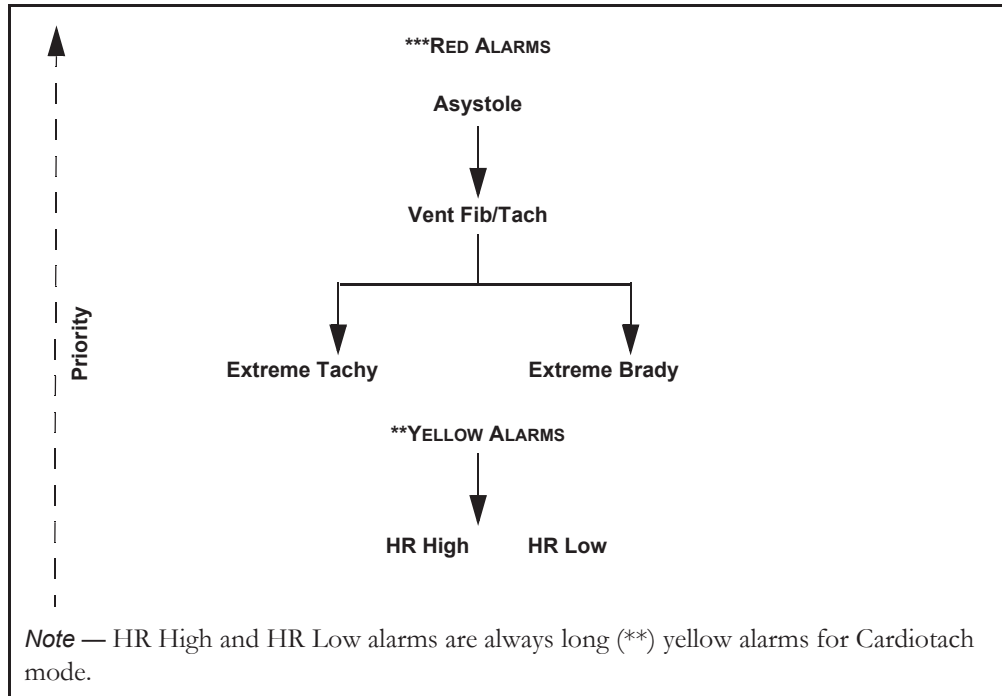 ***RED ALARMS
Asystole
Vent Fib/Tach
Priority
Extreme Tachy Extreme Brady
**YELLOW ALARMS
HR High HR Low
Note — HR High and HR Low alarms are always long (**) yellow alarms for Cardiotach
mode.